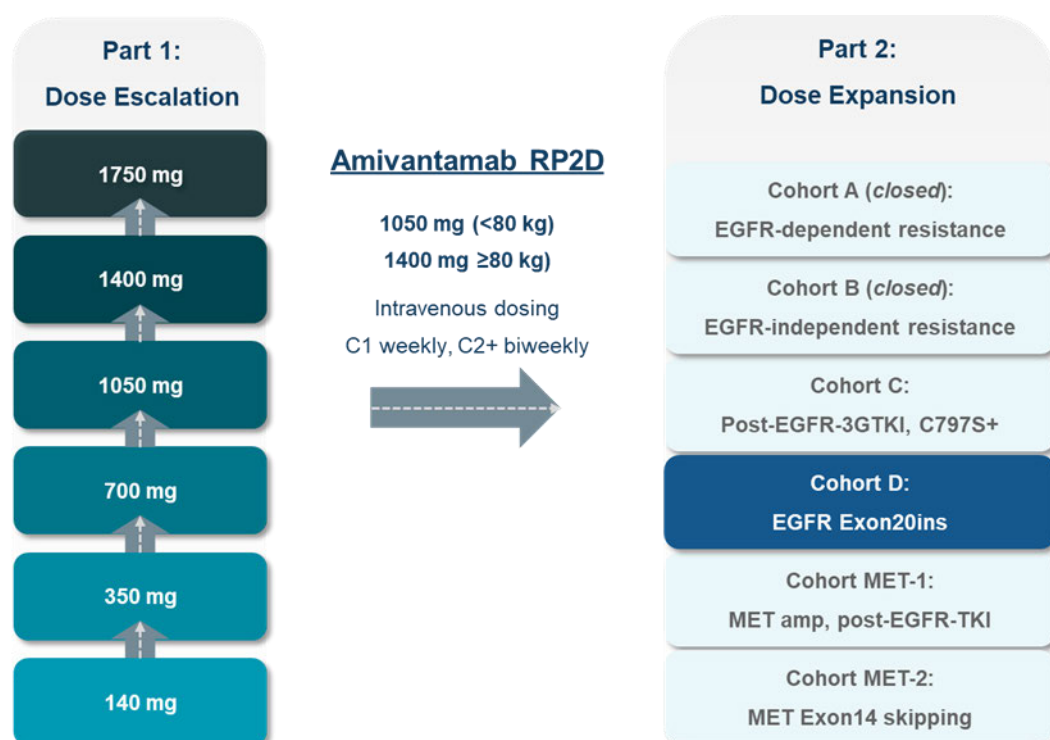 Part 1:
Dose Escalation
1750 mg
1400 mg
1050 mg
700 mg
350 mg
140 mg
Amivantamab RP2D
1050 mg (<80 kg)
1400 mg ≥80 kg)
Intravenous dosing
C1 weekly, C2+ biweekly
Part 2:
Dose Expansion
Cohort A (closed):
EGFR-dependent resistance
Cohort B (closed):
EGFR-independent resistance
Cohort C:
Post-EGFR-3GTKI, C797S+
Cohort D:
EGFR Exon20ins
Cohort MET-1:
MET amp, post-EGFR-TKI
Cohort MET-2:
MET Exon14 skipping